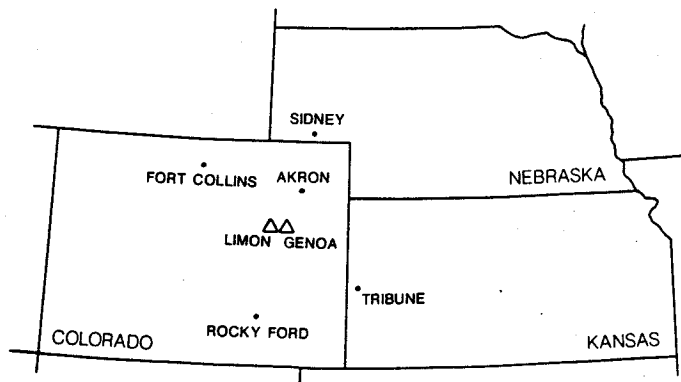 SIDNEY
FORT COLLINS
AKRON
NEBRASKA
LIMON GENOA
TRIBUNE
ROCKY FORD
COLORADO
KANSAS